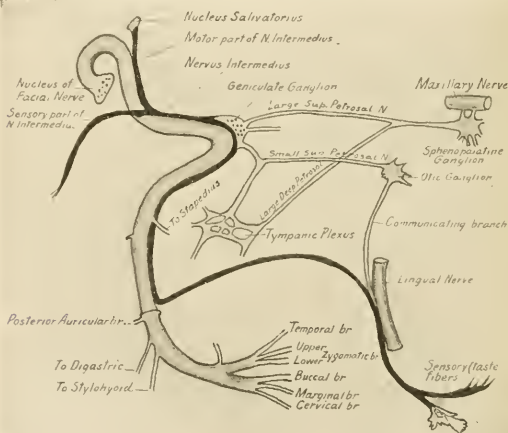 Nucleus Salivatorius
Motor part of N. Intermedius.
Nervus Intermedius
Geniculate Ganglion
Nucleus of
Facial Nerve
Sensory part of
N Intermedius.
Large Sup. Petrosal N
Maxillary Nerve
Sphenopalatine
Ganglion
Small Sup. Petrosal N
Otic Ganglion
To Stapedius
Large Deep Petrosal
Tympanic Plexus
Communicating branch
Lingual Nerve
Posterior Auricular br..
To Digastric
To Stylohyoid
Temporal br
Upper
Lower Zygomatic br
Buccal br
Marginal br
Cervical br
Sensory (taste
fibers